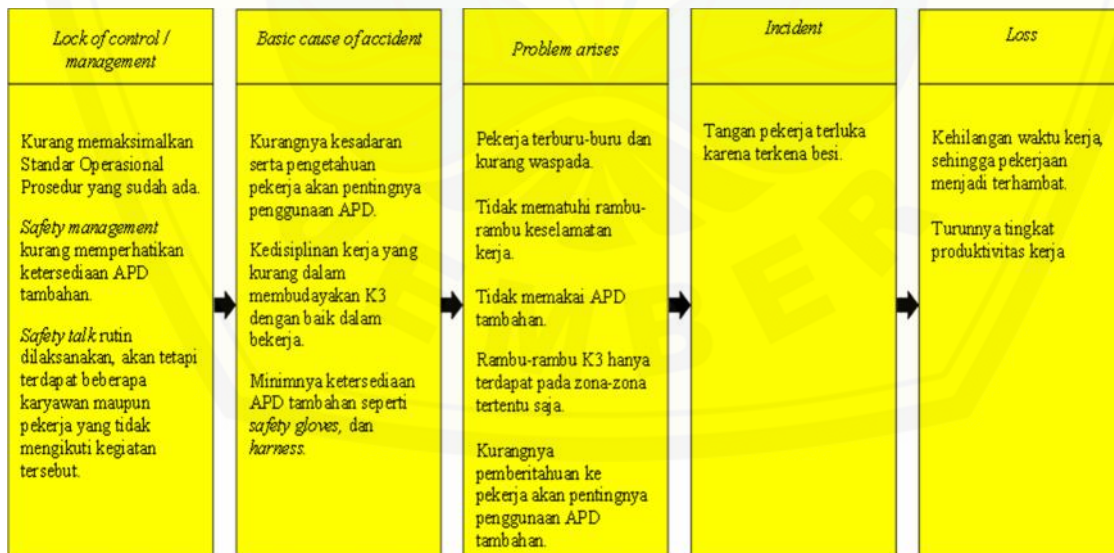 Lock of control /
management
Kurang memaksimalkan
Standar Operasional
Prosedur yang sudah ada.
Safety management
kurang memperhatikan
ketersediaan APD
tambahan.
Safety talk rutin
dilaksanakan, akan tetapi
terdapat beberapa
karyawan maupun
pekerja yang tidak
mengikuti kegiatan
tersebut.
Basic cause of accident
Kurangnya kesadaran
serta pengetahuan
pekerja akan pentingnya
penggunaan APD.
Kedisiplinan kerja yang
kurang dalam
membudayakan K3
dengan baik dalam
bekerja.
Minimnya ketersediaan
APD tambahan seperti
safety gloves, dan
harness.
Problem arises
Pekerja terburu-buru dan
kurang waspada.
Tidak mematuhi rambu-
rambu keselamatan
kerja.
Tidak memakai APD
tambahan.
Rambu-rambu K3 hanya
terdapat pada zona-zona
tertentu saja.
Kurangnya
pemberitahuan ke
pekerja akan pentingnya
penggunaan APD
tambahan.
Incident
Tangan pekerja terluka
karena terkena besi.
Loss
Kehilangan waktu kerja,
sehingga pekerjaan
menjadi terhambat.
Turunnya tingkat
produktivitas kerja
JEMBER